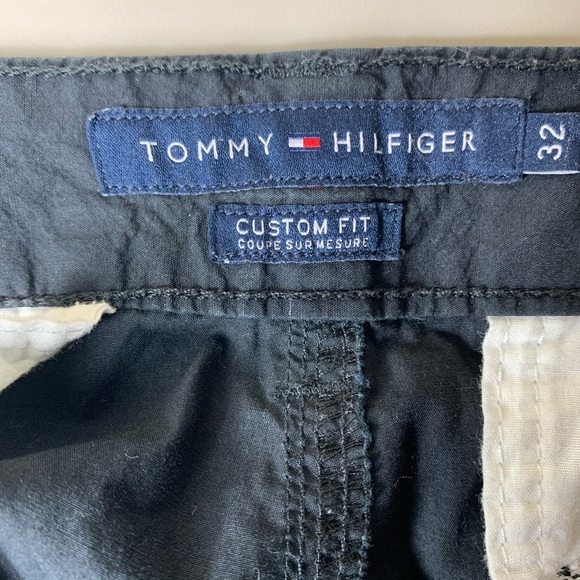 TOMMY HILFIGER
32
CUSTOM FIT
COUPE SUR MESURE